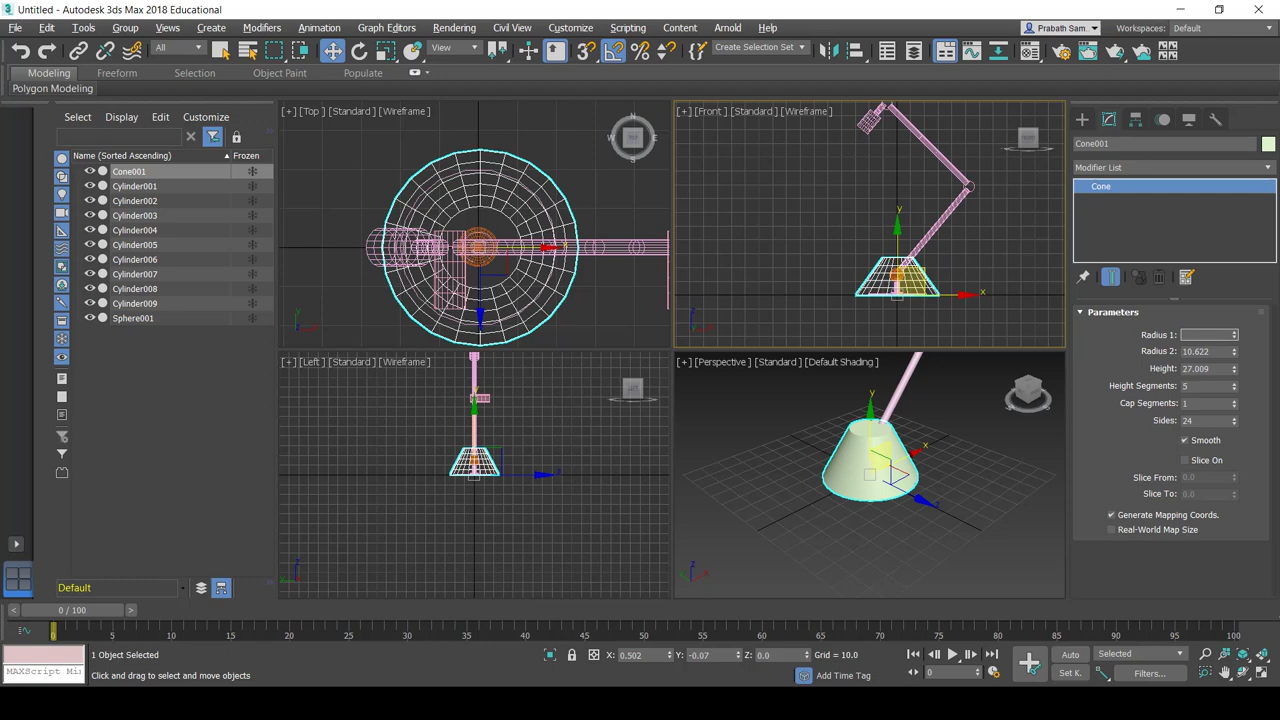 Untitled - Autodesk 3ds Max 2018 Educational
File Edit Tools Group Views Create Modifiers Animation Graph Editors Rendering Civil View Customize Scripting Content Arnold Help
Prabath Sam...
Workspaces: Default
All
View
3
%
Create Selection Set
Modeling Freeform Selection Object Paint Populate
Polygon Modeling
Select Display Edit Customize
Name (Sorted Ascending) Frozen
Cone001
Cylinder001
Cylinder002
Cylinder003
Cylinder004
Cylinder005
Cylinder006
Cylinder007
Cylinder008
Cylinder009
Sphere001
Default
[+] [Top] [Standard] [Wireframe]
N
W TOP E
S
x
[+] [Front] [Standard] [Wireframe]
FRONT
y
x
[+] [Left] [Standard] [Wireframe]
LEFT
y
z
[+] [Perspective] [Standard] [Default Shading]
y
x
Cone001
Modifier List
Cone
Parameters
Radius 1:
Radius 2: 10.622
Height: 27.009
Height Segments: 5
Cap Segments: 1
Sides: 24
Smooth
Slice On
Slice From: 0.0
Slice To: 0.0
Generate Mapping Coords.
Real-World Map Size
0 / 100
0 5 10 15 20 25 30 35 40 45 50 55 60 65 70 75 80 85 90 95 100
1 Object Selected
X: 0.502 Y: -0.07 Z: 0.0 Grid = 10.0
Auto Selected
MAXScript Mi
Click and drag to select and move objects
Add Time Tag
0
Set K. Filters...